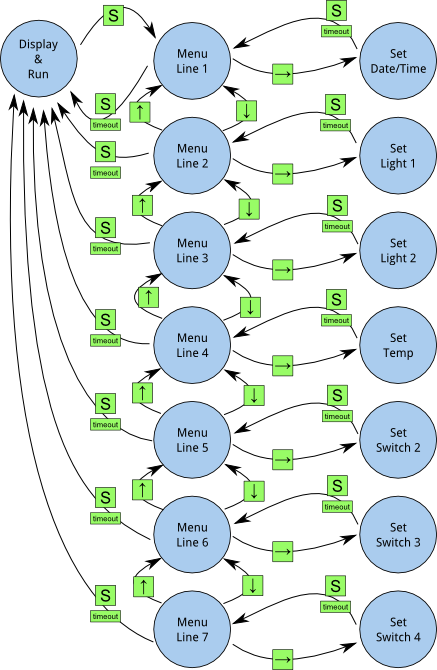 Display
&
Run
S
Menu
Line 1
S
timeout
→
Set
Date/Time
S
timeout
↑
↓
S
timeout
Menu
Line 2
S
timeout
→
Set
Light 1
↑
↓
S
timeout
Menu
Line 3
S
timeout
→
Set
Light 2
↑
↓
S
timeout
Menu
Line 4
S
timeout
→
Set
Temp
↑
↓
S
timeout
Menu
Line 5
S
timeout
→
Set
Switch 2
↑
↓
S
timeout
Menu
Line 6
S
timeout
→
Set
Switch 3
↑
↓
S
timeout
Menu
Line 7
S
timeout
→
Set
Switch 4